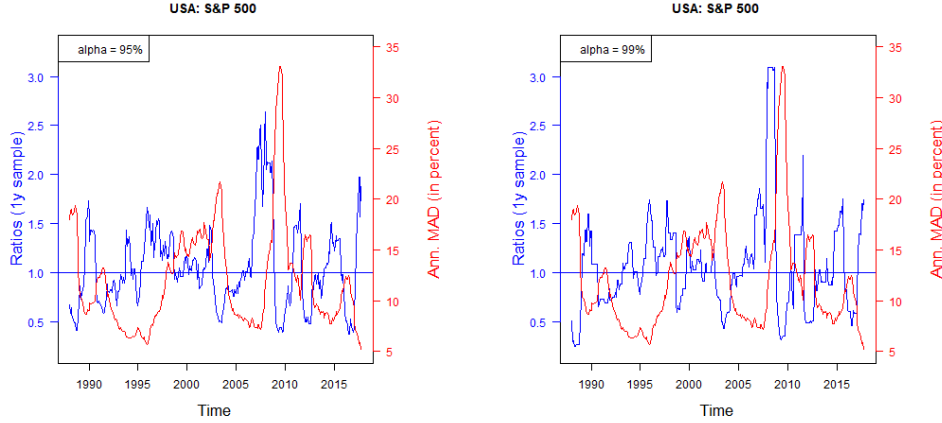 USA: S&P 500
alpha = 95%
Ratios (1y sample)
3.0
2.5
2.0
1.5
1.0
0.5
35
30
25
20
15
10
5
Ann. MAD (in percent)
1990 1995 2000 2005 2010 2015
Time
USA: S&P 500
alpha = 99%
Ratios (1y sample)
3.0
2.5
2.0
1.5
1.0
0.5
35
30
25
20
15
10
5
Ann. MAD (in percent)
1990 1995 2000 2005 2010 2015
Time